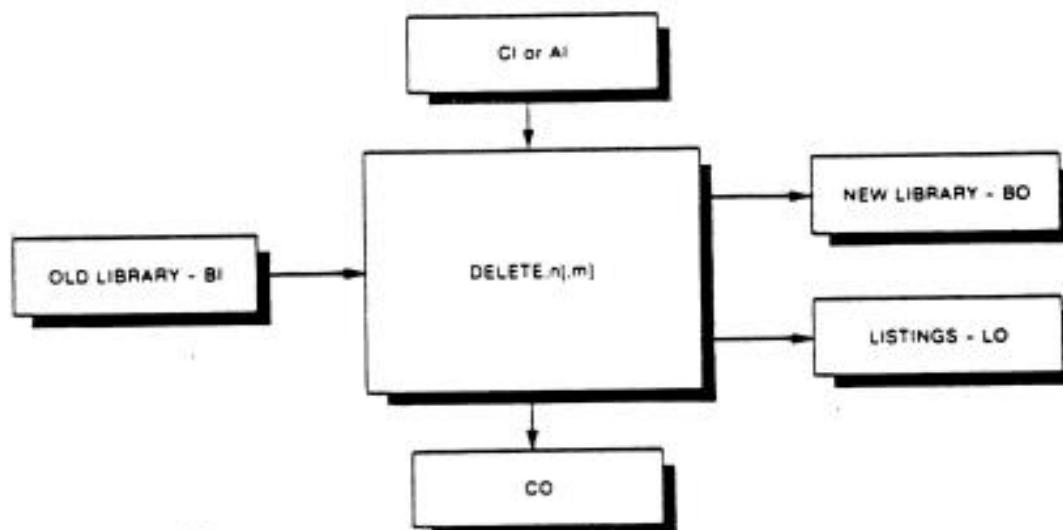 CI or AI
NEW LIBRARY - BO
OLD LIBRARY - BI
DELETE,n[,m]
LISTINGS - LO
CO